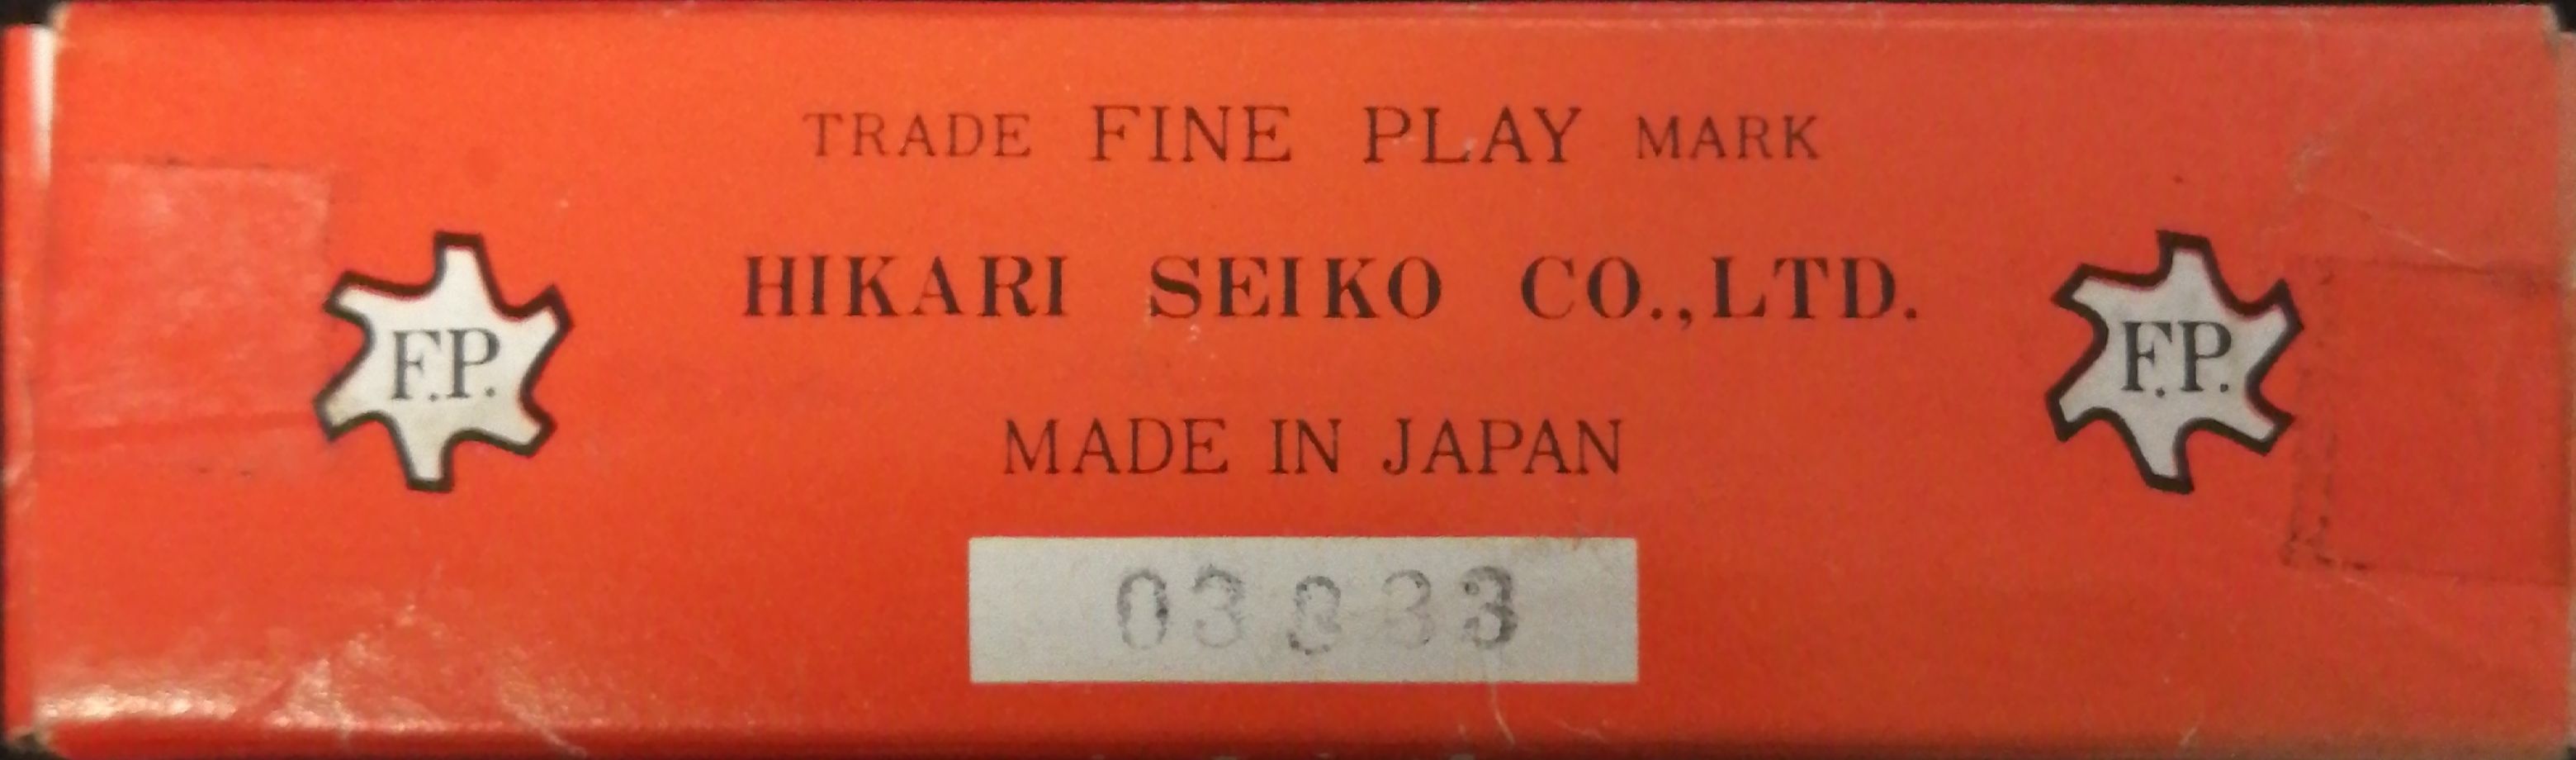 TRADE FINE PLAY MARK
HIKARI SEIKO CO.,LTD.
F.P.
F.P.
MADE IN JAPAN